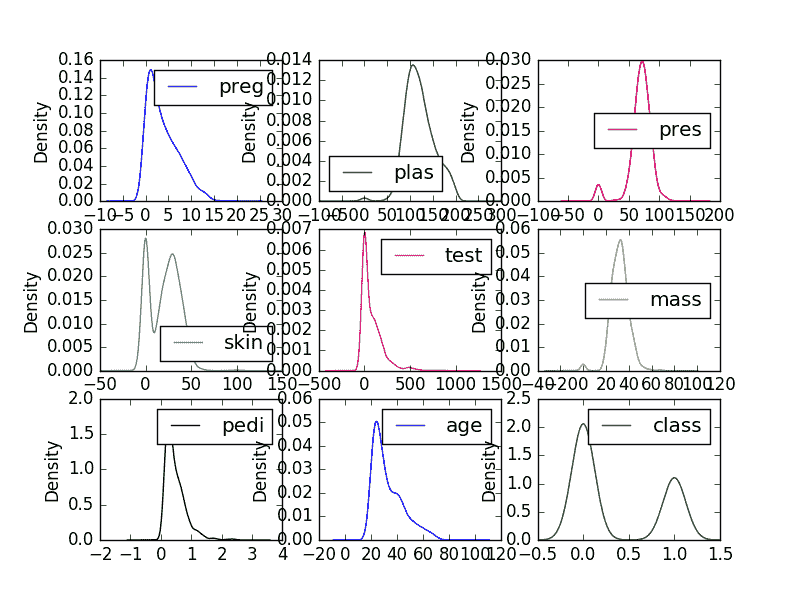 0.16
0.14
0.12
0.10
0.08
0.06
0.04
0.02
0.00
Density
preg
−10 −5 0 5 10 15 20 25 30
0.014
0.012
0.010
0.008
0.006
0.004
0.002
0.000
Density
plas
−100 −50 0 50 100 150 200 250 300
0.030
0.025
0.020
0.015
0.010
0.005
0.000
Density
pres
−100 −50 0 50 100 150 200
0.030
0.025
0.020
0.015
0.010
0.005
0.000
Density
skin
−50 0 50 100 150
0.007
0.006
0.005
0.004
0.003
0.002
0.001
0.000
Density
test
−500 0 500 1000 1500
0.06
0.05
0.04
0.03
0.02
0.01
0.00
Density
mass
−40 −20 0 20 40 60 80 100 120
2.0
1.5
1.0
0.5
0.0
Density
pedi
−2 −1 0 1 2 3 4
0.06
0.05
0.04
0.03
0.02
0.01
0.00
Density
age
−20 0 20 40 60 80 100 120
2.5
2.0
1.5
1.0
0.5
0.0
Density
class
−0.5 0.0 0.5 1.0 1.5